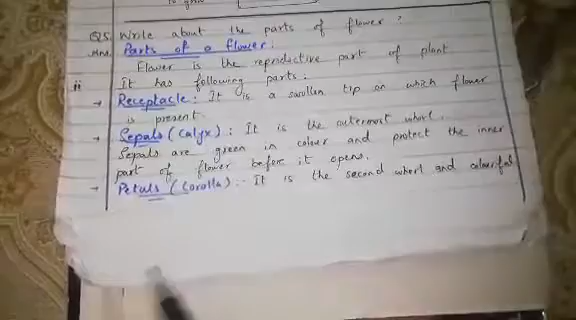 to grow
Q5. Write about the parts of flower?
Ans. Parts of a flower:
Flower is the reproductive part of plant
ii It has following parts:
→ Receptacle: It is a swollen tip on which flower
is present.
→ Sepals (Calyx): It is the outermost whorl.
Sepals are green in colour and protect the inner
part of flower before it opens.
→ Petals (Corolla):- It is the second whorl and colourful